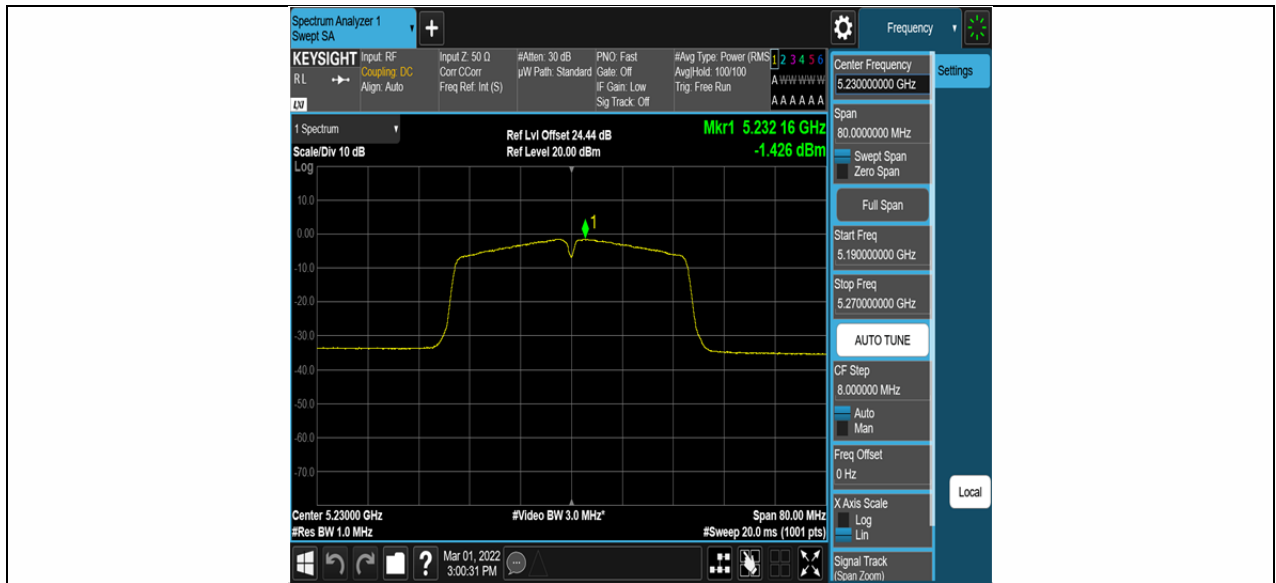 Spectrum Analyzer 1
Swept SA
+
Frequency
KEYSIGHT
RL
LXI
Input: RF
Coupling: DC
Align: Auto
Input Z: 50 Ω
Corr CCorr
Freq Ref: Int (S)
#Atten: 30 dB
µW Path: Standard
PNO: Fast
Gate: Off
IF Gain: Low
Sig Track: Off
#Avg Type: Power (RMS
Avg|Hold: 100/100
Trig: Free Run
1 2 3 4 5 6
A W W W W W
A A A A A A
1 Spectrum
Scale/Div 10 dB
Ref Lvl Offset 24.44 dB
Ref Level 20.00 dBm
Mkr1 5.232 16 GHz
-1.426 dBm
Log
10.0
0.00
-10.0
-20.0
-30.0
-40.0
-50.0
-60.0
-70.0
1
Center 5.23000 GHz
#Res BW 1.0 MHz
#Video BW 3.0 MHz*
Span 80.00 MHz
#Sweep 20.0 ms (1001 pts)
?
Mar 01, 2022
3:00:31 PM
Center Frequency
5.230000000 GHz
Span
80.0000000 MHz
Swept Span
Zero Span
Full Span
Start Freq
5.190000000 GHz
Stop Freq
5.270000000 GHz
AUTO TUNE
CF Step
8.000000 MHz
Auto
Man
Freq Offset
0 Hz
X Axis Scale
Log
Lin
Signal Track
(Span Zoom)
Settings
Local